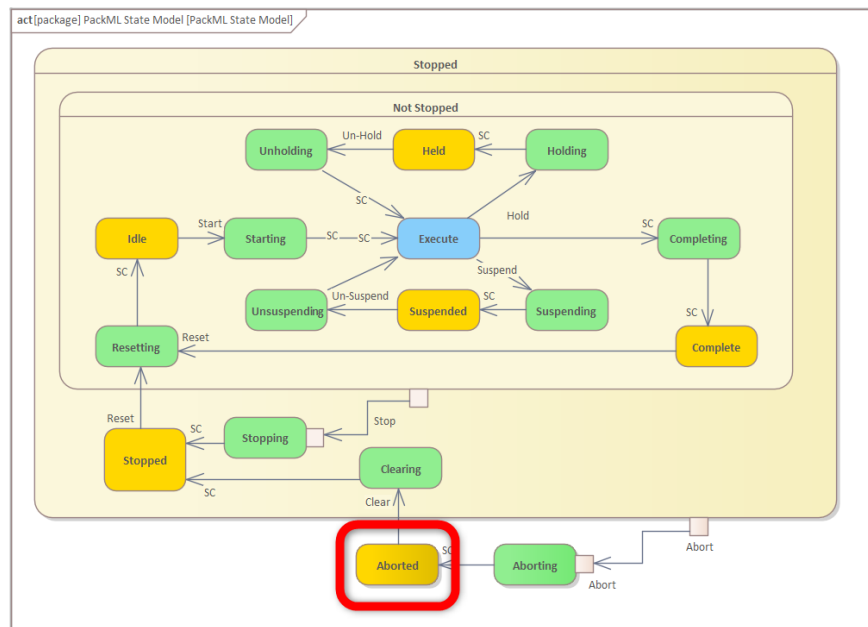 act [package] PackML State Model [PackML State Model]
Stopped
Not Stopped
Unholding
Un-Hold
Held
SC
Holding
SC
Hold
Idle
Start
Starting
SC
SC
Execute
SC
Completing
SC
Suspend
Unsuspending
Un-Suspend
Suspended
SC
Suspending
SC
Resetting
Reset
Complete
Reset
Stopped
SC
Stopping
Stop
SC
Clearing
Clear
Aborted
SC
Aborting
Abort
Abort